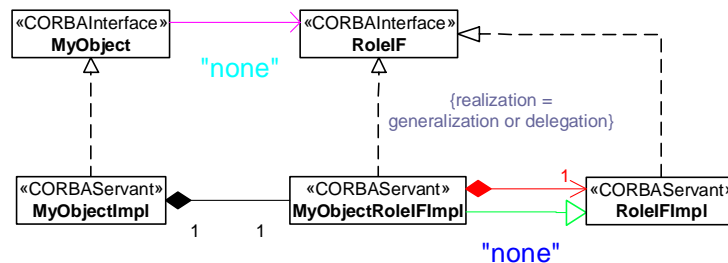 «CORBAInterface»
MyObject
«CORBAInterface»
RoleIF
"none"
{realization =
generalization or delegation}
«CORBAServant»
MyObjectImpl
1
1
«CORBAServant»
MyObjectRoleIFImpl
1
«CORBAServant»
RoleIFImpl
"none"